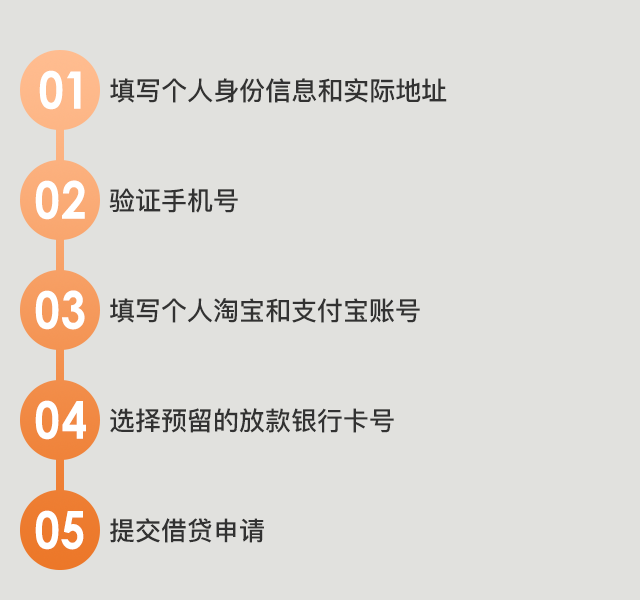 01 填写个人身份信息和实际地址
02 验证手机号
03 填写个人淘宝和支付宝账号
04 选择预留的放款银行卡号
05 提交借贷申请